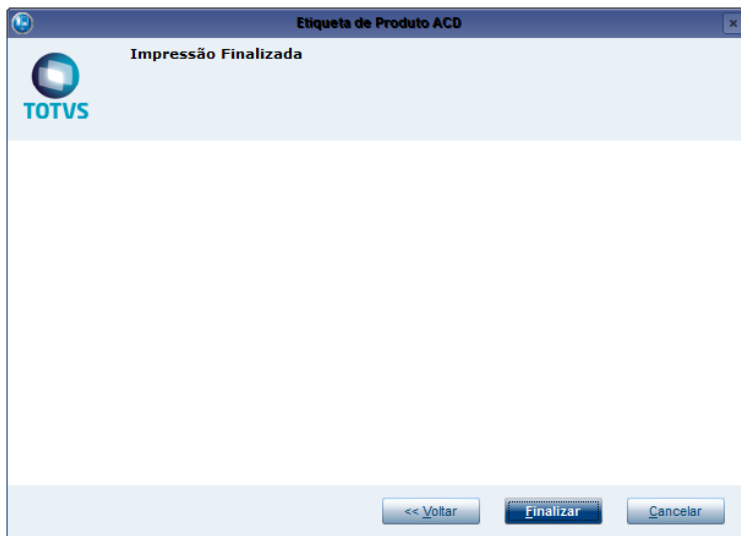 Etiqueta de Produto ACD
Impressão Finalizada
TOTVS
<< Voltar
Finalizar
Cancelar